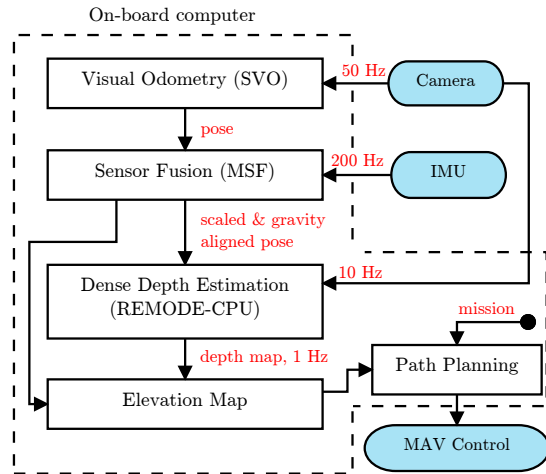 On-board computer
Visual Odometry (SVO)
50 Hz
Camera
pose
Sensor Fusion (MSF)
200 Hz
IMU
scaled & gravity
aligned pose
Dense Depth Estimation
(REMODE-CPU)
10 Hz
mission
depth map, 1 Hz
Path Planning
Elevation Map
MAV Control